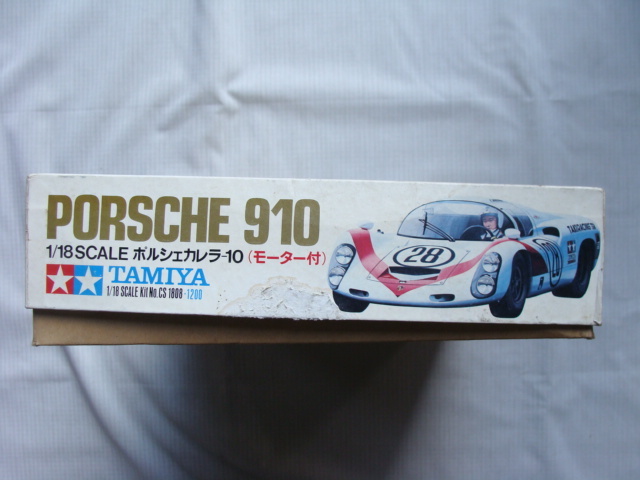 PORSCHE 910
1/18 SCALE ポルシェカレラ-10 (モーター付)
TAMIYA
1/18 SCALE Kit No. CS 1808-1200
28